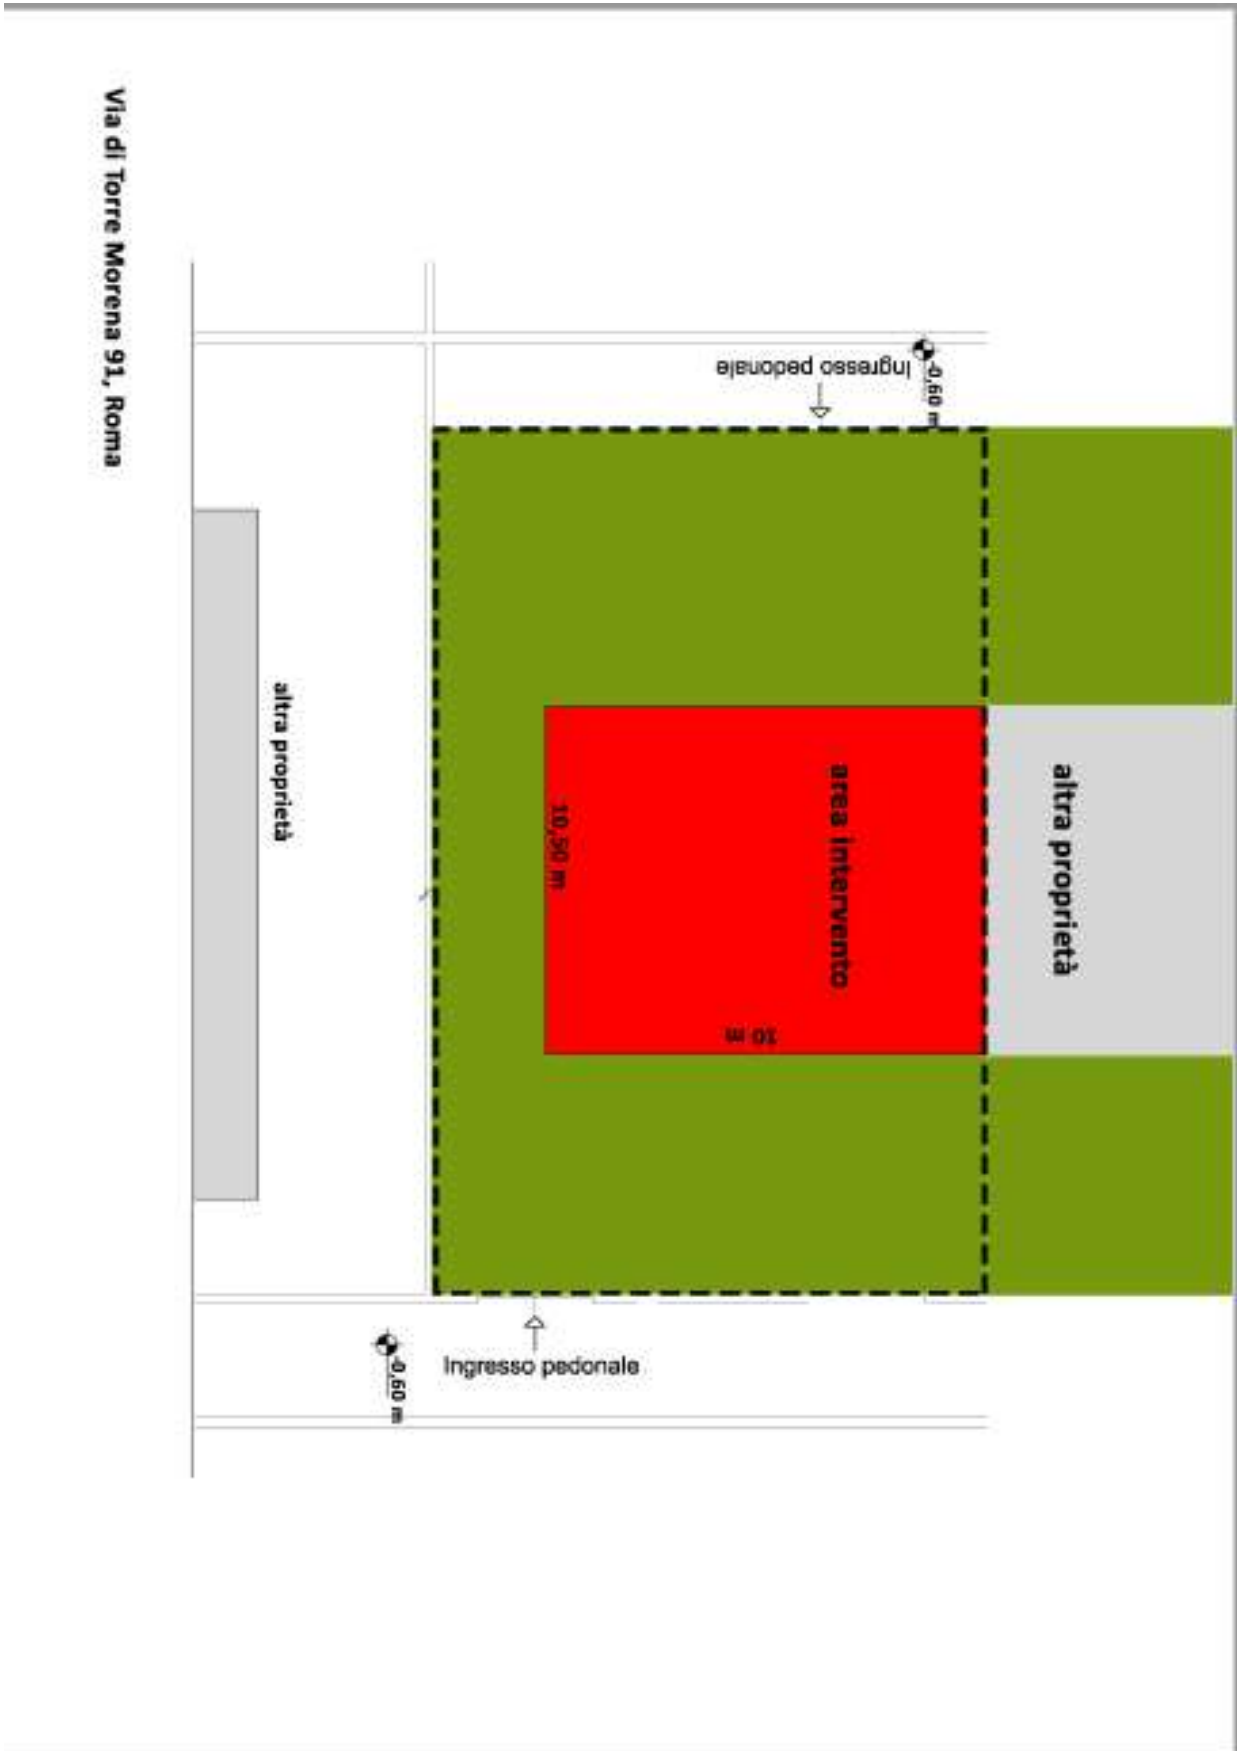 Via di Torre Morena 91, Roma
Ingresso pedonale
-0,60 m
altra proprietà
altra proprietà
area intervento
10,50 m
10 m
Ingresso pedonale
-0,60 m